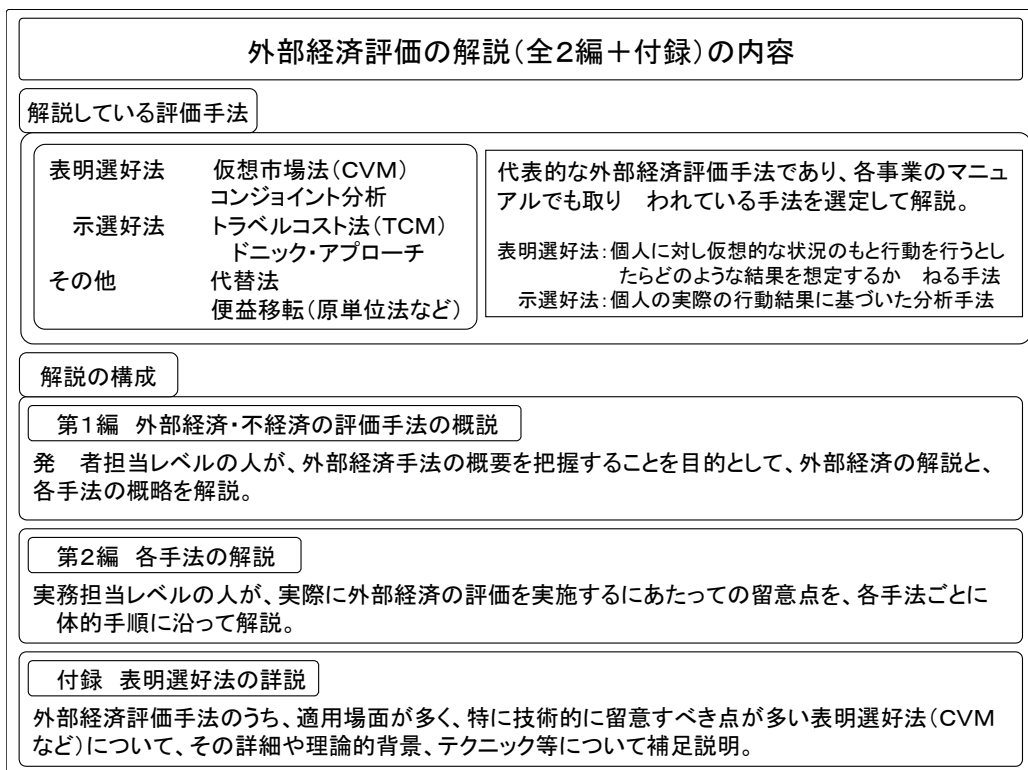 外部経済評価の解説(全2編+付録)の内容
解説している評価手法
表明選好法 仮想市場法(CVM)
コンジョイント分析
示選好法 トラベルコスト法(TCM)
ドニック・アプローチ
その他 代替法
便益移転(原単位法など)
代表的な外部経済評価手法であり、各事業のマニュ
アルでも取り われている手法を選定して解説。
表明選好法:個人に対し仮想的な状況のもと行動を行うとし
たらどのような結果を想定するか ねる手法
示選好法:個人の実際の行動結果に基づいた分析手法
解説の構成
第1編 外部経済・不経済の評価手法の概説
発 者担当レベルの人が、外部経済手法の概要を把握することを目的として、外部経済の解説と、
各手法の概略を解説。
第2編 各手法の解説
実務担当レベルの人が、実際に外部経済の評価を実施するにあたっての留意点を、各手法ごとに
体的手順に沿って解説。
付録 表明選好法の詳説
外部経済評価手法のうち、適用場面が多く、特に技術的に留意すべき点が多い表明選好法(CVM
など)について、その詳細や理論的背景、テクニック等について補足説明。